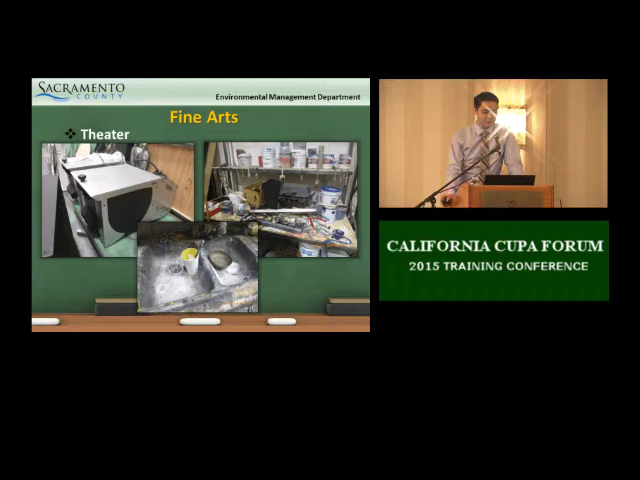 SACRAMENTO
COUNTY
Environmental Management Department
Fine Arts
❖ Theater
CALIFORNIA CUPA FORUM
2015 TRAINING CONFERENCE